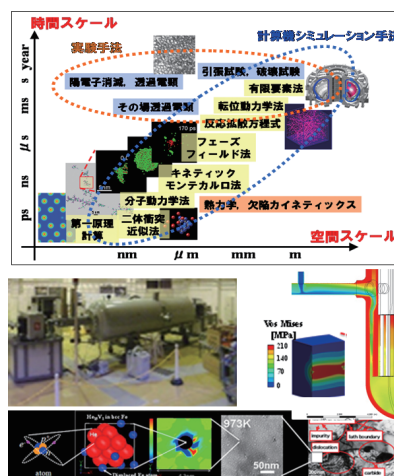 時間スケール
計算機シミュレーション手法
実験手法
year
s
ms
μs
ns
ps
引張試験，破壊試験
陽電子消滅，透過電顕
有限要素法
その場透過電顕
転位動力学法
反応拡散方程式
170 ps
フェーズ
フィールド法
5nm
キネティック
モンテカルロ法
分子動力学法
熱力学，欠陥カイネティックス
第一原理
計算
二体衝突
近似法
空間スケール
nm
μm
mm
m
Vos Mises
[MPa]
210
140
70
0
He
atom
973K
50nm
impurity
dislocation
lath boundary
carbide